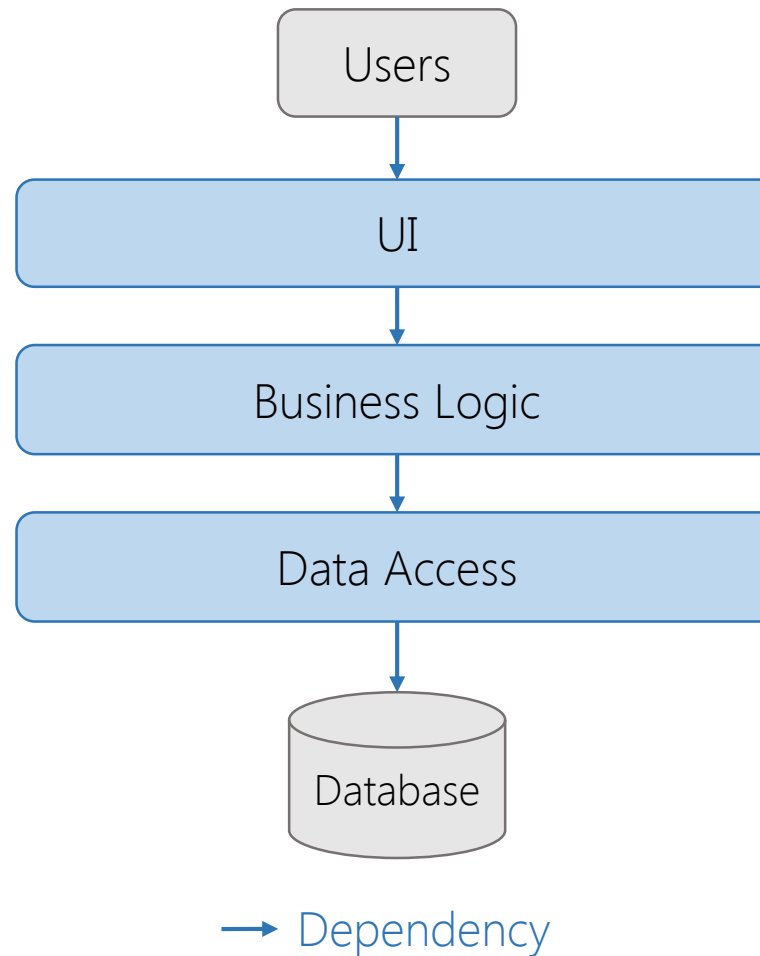 Users
UI
Business Logic
Data Access
Database
Dependency